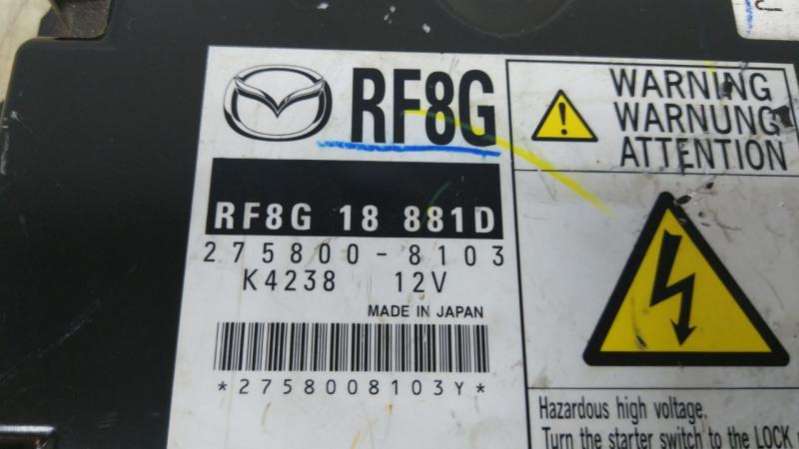 RF8G
RF8G 18 881D
275800-8103
K4238 12V
MADE IN JAPAN
*2758008103Y*
WARNING
WARNUNG
ATTENTION
Hazardous high voltage.
Turn the starter switch to the LOCK